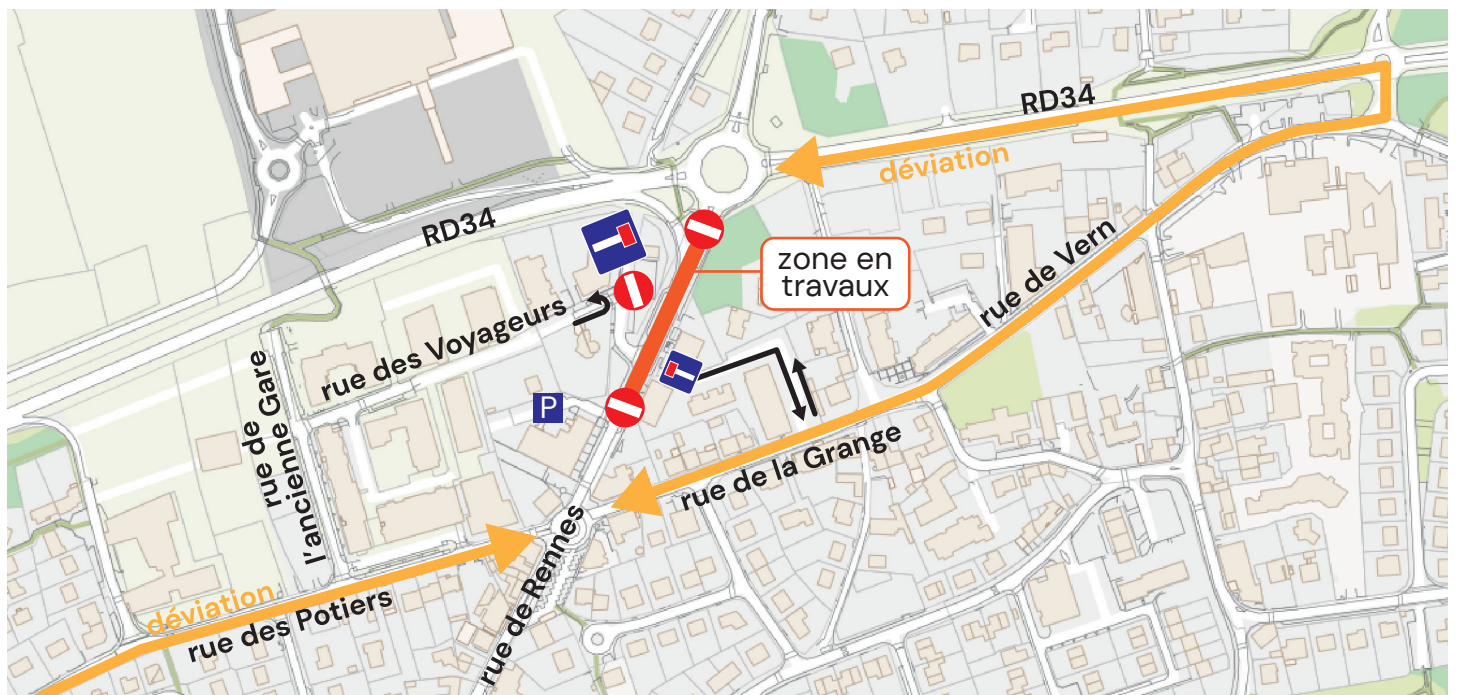 RD34
déviation
RD34
zone en
travaux
rue de Vern
rue des Voyageurs
rue de
l'ancienne Gare
P
rue de la Grange
déviation
rue des Potiers
rue de Rennes